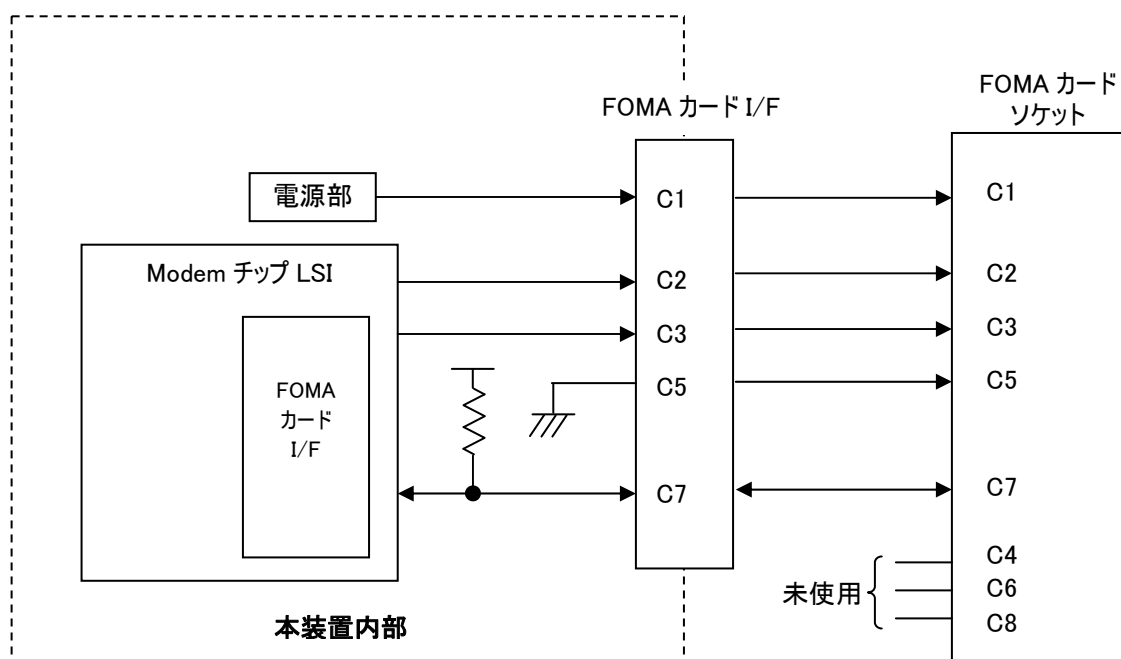 FOMA カード I/F
FOMA カード
ソケット
電源部
C1
C1
Modem チップ LSI
C2
C2
C3
C3
FOMA
カード
I/F
C5
C5
C7
C7
未使用
C4
C6
C8
本装置内部